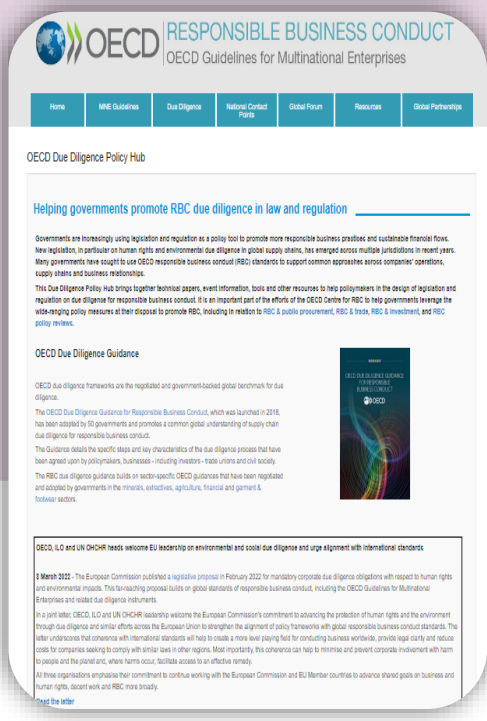 OECD
RESPONSIBLE BUSINESS CONDUCT
OECD Guidelines for Multinational Enterprises
Home
MNE Guidelines
Due Diligence
National Contact
Points
Global Forum
Resources
Global Partnerships
OECD Due Diligence Policy Hub
Helping governments promote RBC due diligence in law and regulation
Governments are increasingly using legislation and regulation as a policy tool to promote more responsible business practices and sustainable financial flows.
New legislation, in particular on human rights and environmental due diligence in global supply chains, has emerged across multiple jurisdictions in recent years.
Many governments have sought to use OECD responsible business conduct (RBC) standards to support common approaches across companies' operations,
supply chains and business relationships.
This Due Diligence Policy Hub brings together technical papers, event information, tools and other resources to help policymakers in the design of legislation and
regulation on due diligence for responsible business conduct. It is an important part of the efforts of the OECD Centre for RBC to help governments leverage the
wide-ranging policy measures at their disposal to promote RBC, including in relation to RBC & public procurement, RBC & trade, RBC & investment, and RBC
policy reviews.
OECD Due Diligence Guidance
OECD due diligence frameworks are the negotiated and government-backed global benchmark for due
diligence.
The OECD Due Diligence Guidance for Responsible Business Conduct, which was launched in 2018,
has been adopted by 50 governments and promotes a common global understanding of supply chain
due diligence for responsible business conduct.
The Guidance details the specific steps and key characteristics of the due diligence process that have
been agreed upon by policymakers, businesses - including investors - trade unions and civil society.
The RBC due diligence guidance builds on sector-specific OECD guidances that have been negotiated
and adopted by governments in the minerals, extractives, agriculture, financial and garment &
footwear sectors.
OECD DUE DILIGENCE GUIDANCE
FOR RESPONSIBLE
BUSINESS CONDUCT
OECD
OECD, ILO and UN OHCHR heads welcome EU leadership on environmental and social due diligence and urge alignment with international standards
8 March 2022 - The European Commission published a legislative proposal in February 2022 for mandatory corporate due diligence obligations with respect to human rights
and environmental impacts. This far-reaching proposal builds on global standards of responsible business conduct, including the OECD Guidelines for Multinational
Enterprises and related due diligence instruments.
In a joint letter, OECD, ILO and UN OHCHR leadership welcome the European Commission's commitment to advancing the protection of human rights and the environment
through due diligence and similar efforts across the European Union to strengthen the alignment of policy frameworks with global responsible business conduct standards. The
letter underscores that coherence with international standards will help to create a more level playing field for conducting business worldwide, provide legal clarity and reduce
costs for companies seeking to comply with similar laws in other regions. Most importantly, this coherence can help to minimise and prevent corporate involvement with harm
to people and the planet and, where harms occur, facilitate access to an effective remedy.
All three organisations emphasise their commitment to continue working with the European Commission and EU Member countries to advance shared goals on business and
human rights, decent work and RBC more broadly.
Read the letter